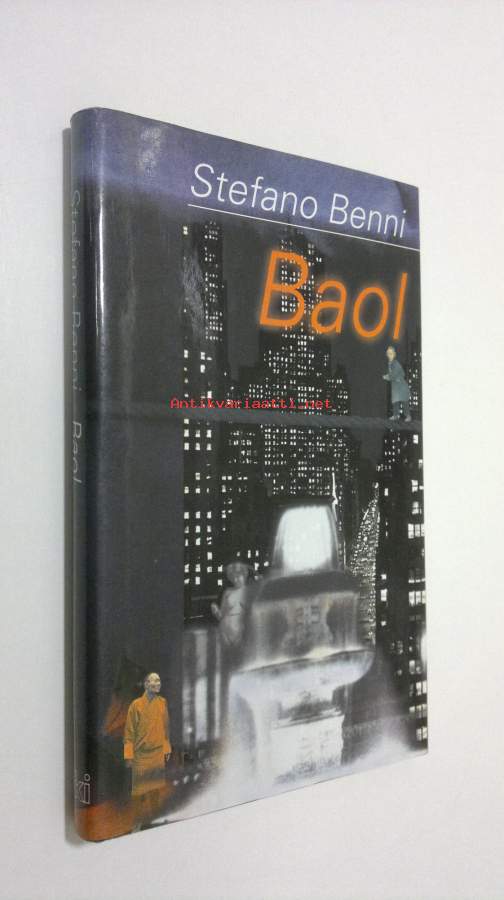 Stefano Benni
Baol
Antikvariaatti.net
Stefano Benni Baol